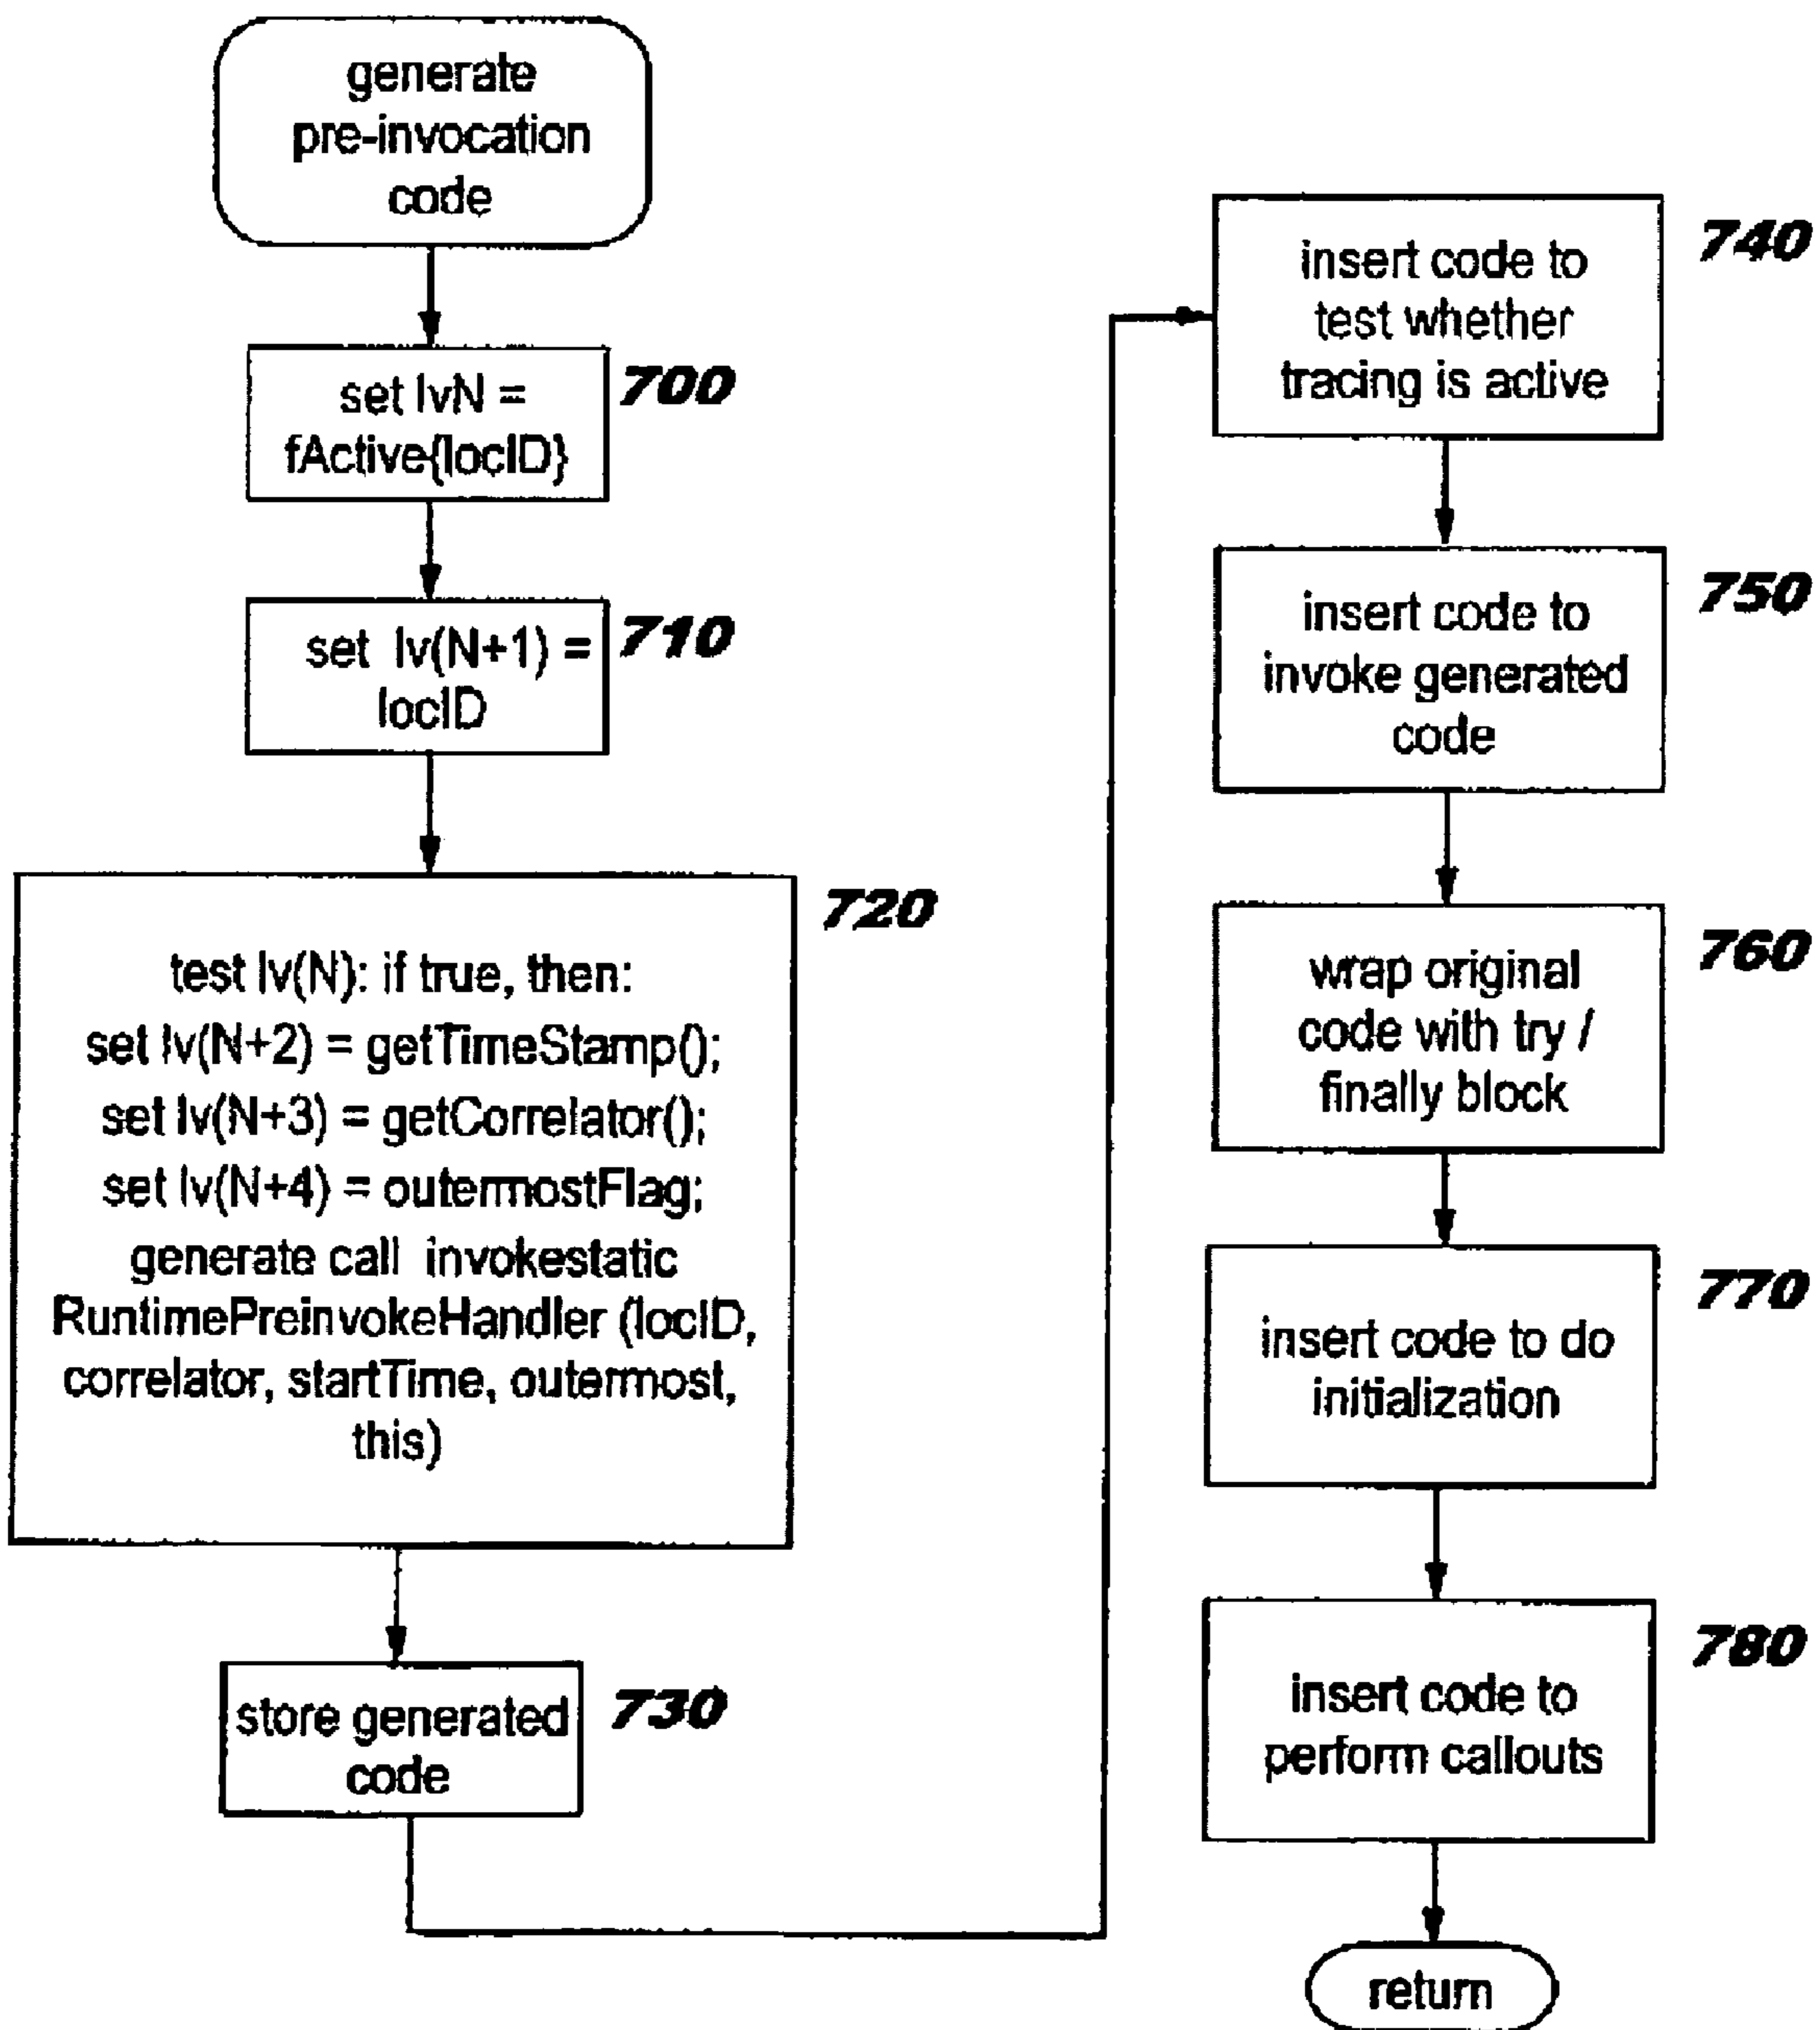 generate
pre-invocation
code
set lvN =
fActive{locID}
700
set lv(N+1) =
locID
710
720
test lv(N): if true, then:
set lv(N+2) = getTimeStamp();
set lv(N+3) = getCorrelator();
set lv(N+4) = outermostFlag;
generate call invokestatic
RuntimePreinvokeHandler (locID,
correlator, startTime, outermost,
this)
store generated
code
730
insert code to
test whether
tracing is active
740
insert code to
invoke generated
code
750
wrap original
code with try /
finally block
760
insert code to do
initialization
770
insert code to
perform callouts
780
return